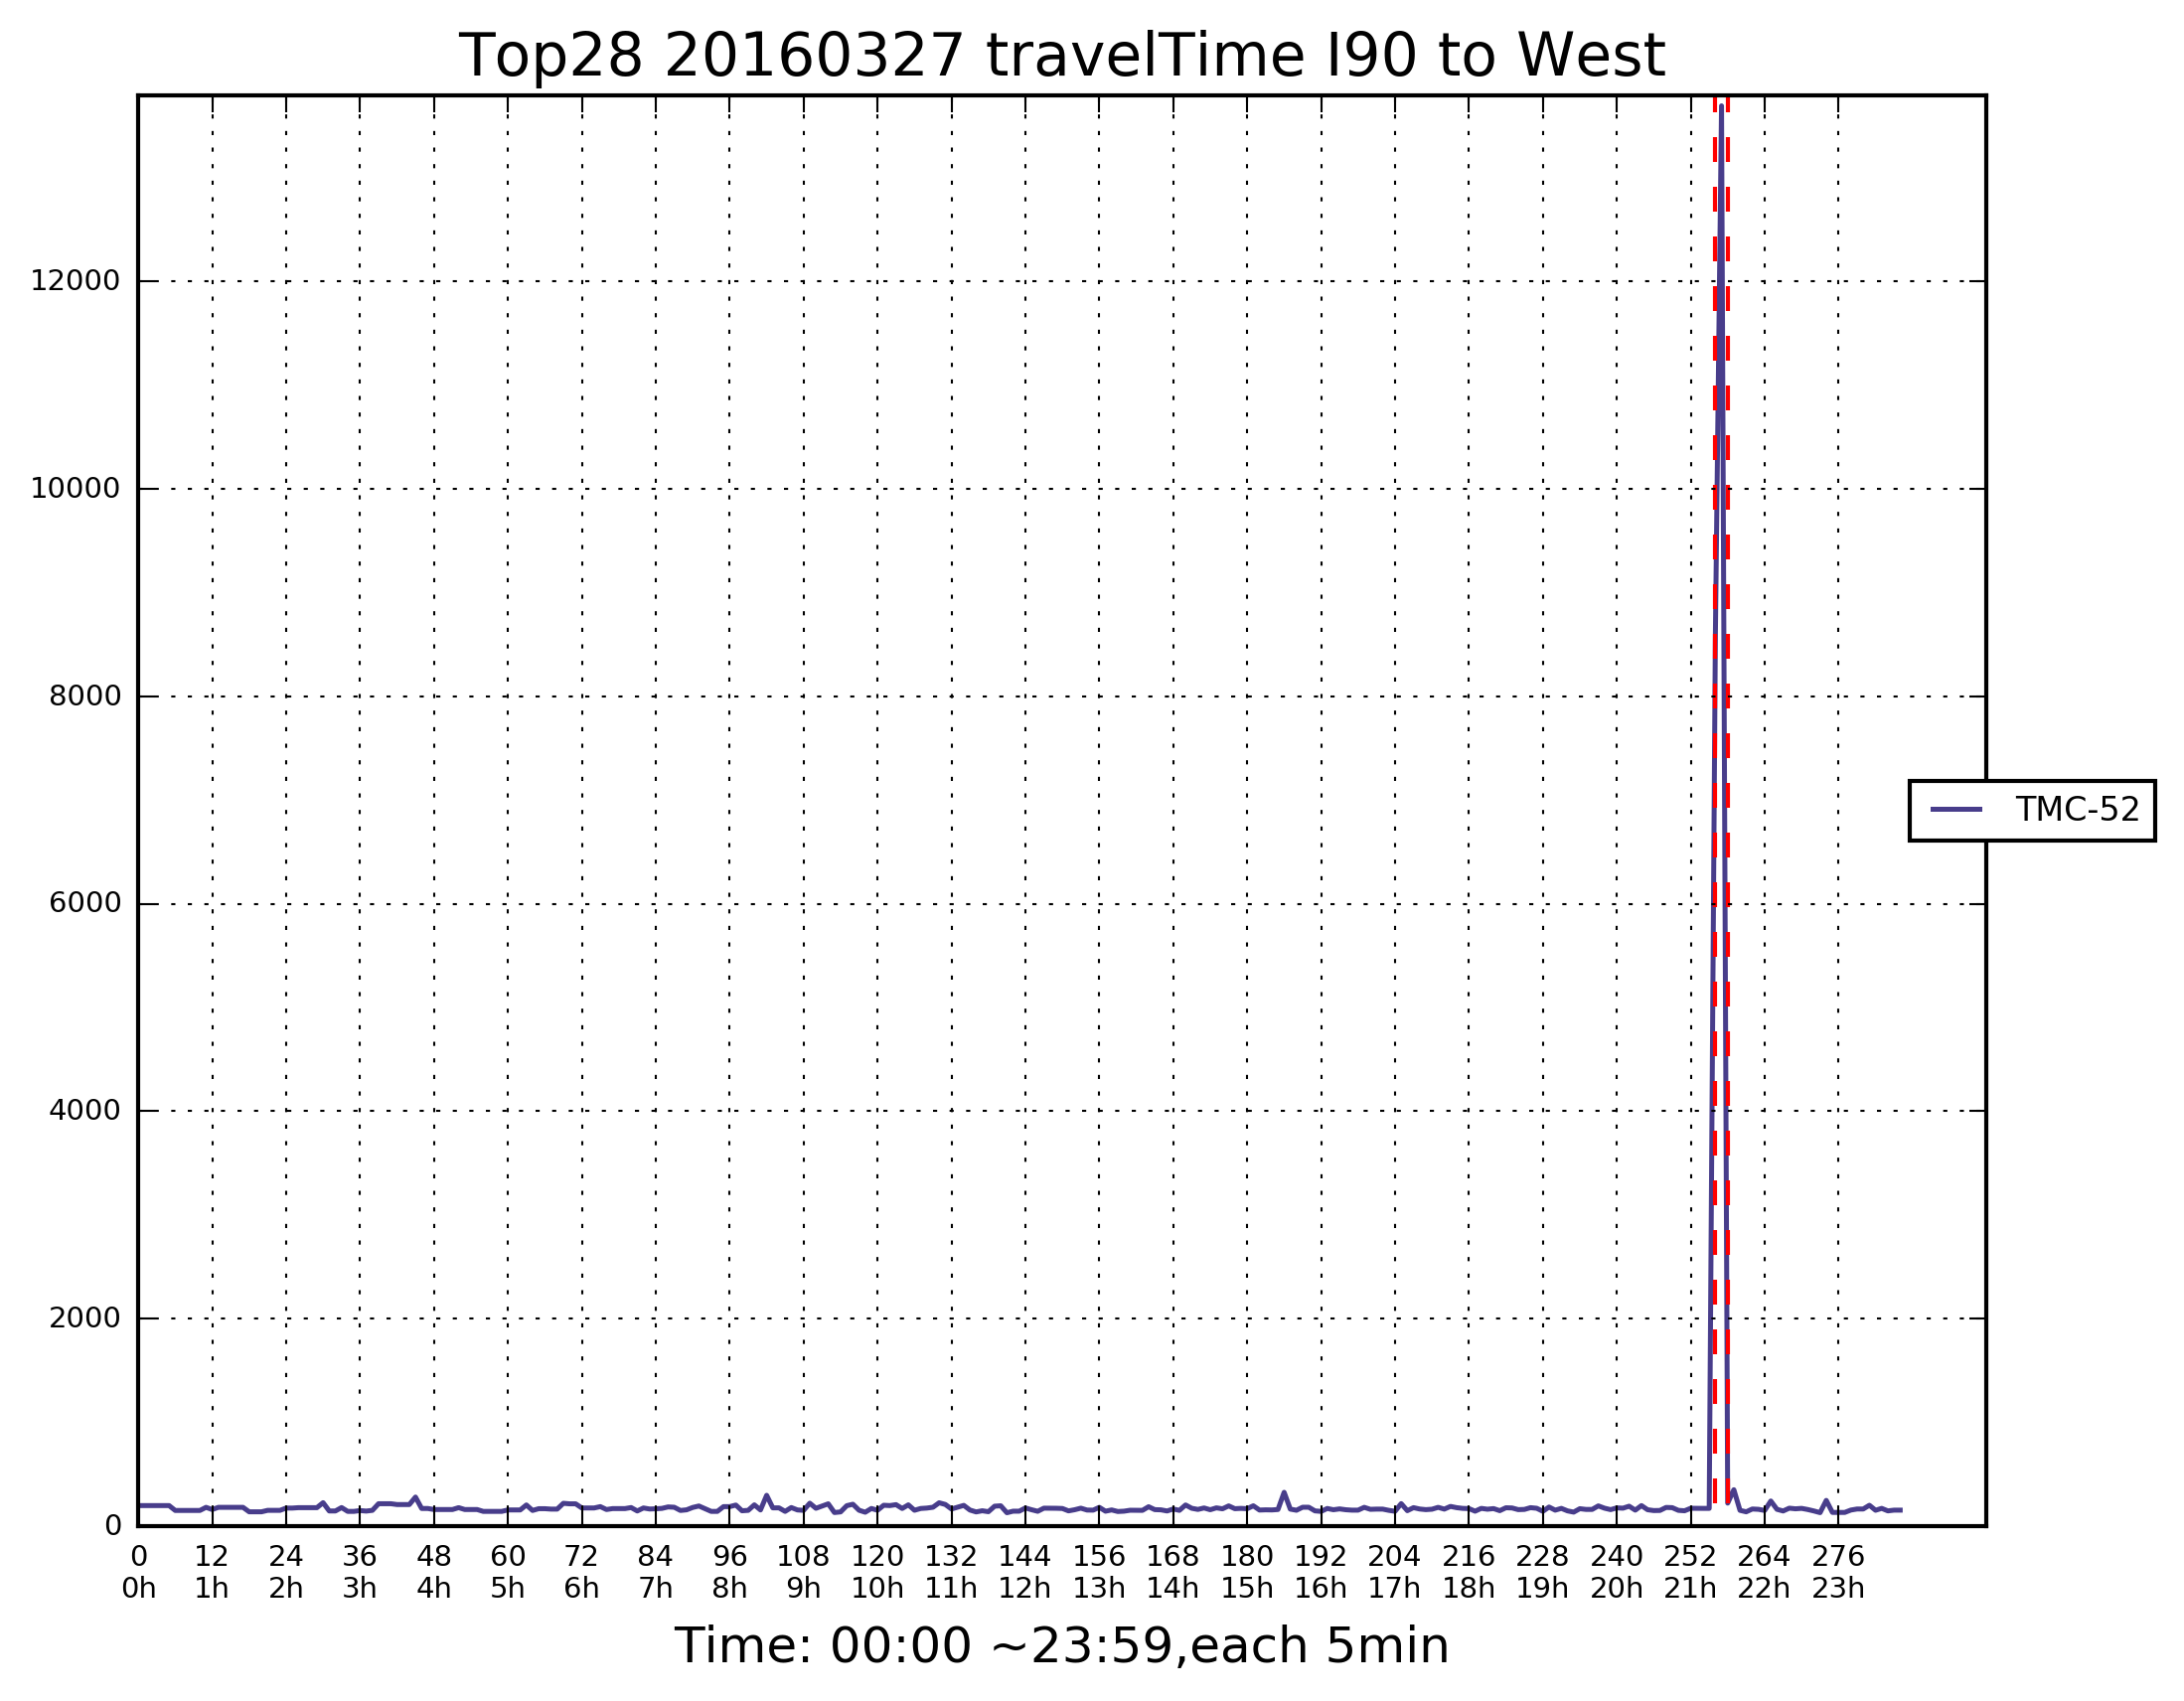 Top28 20160327 travelTime I90 to West
12000
10000
8000
6000
4000
2000
0
TMC-52
0 12 24 36 48 60 72 84 96 108 120 132 144 156 168 180 192 204 216 228 240 252 264 276
0h 1h 2h 3h 4h 5h 6h 7h 8h 9h 10h 11h 12h 13h 14h 15h 16h 17h 18h 19h 20h 21h 22h 23h
Time: 00:00 ~23:59,each 5min